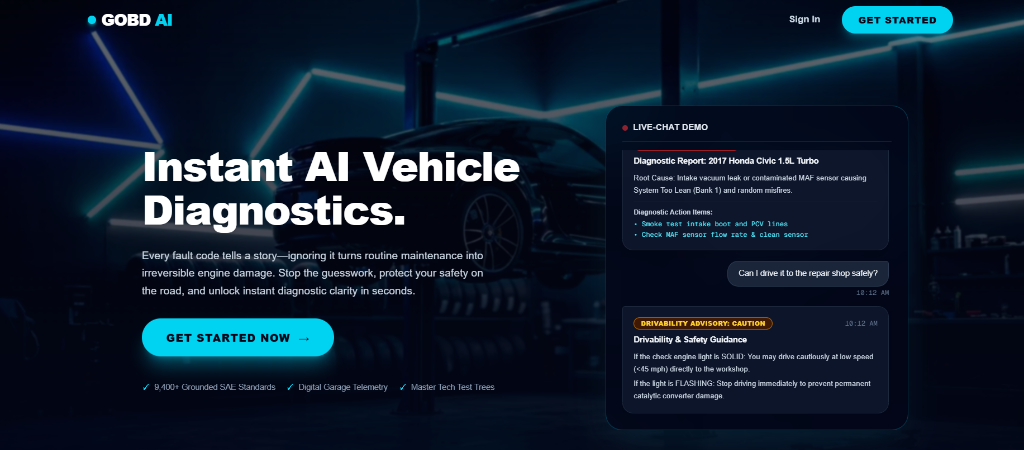 GOBD AI
Sign In
GET STARTED
Instant AI Vehicle
Diagnostics.
Every fault code tells a story—ignoring it turns routine maintenance into
irreversible engine damage. Stop the guesswork, protect your safety on
the road, and unlock instant diagnostic clarity in seconds.
GET STARTED NOW →
✓ 9,400+ Grounded SAE Standards ✓ Digital Garage Telemetry ✓ Master Tech Test Trees
LIVE-CHAT DEMO
Diagnostic Report: 2017 Honda Civic 1.5L Turbo
Root Cause: Intake vacuum leak or contaminated MAF sensor causing
System Too Lean (Bank 1) and random misfires.
Diagnostic Action Items:
• Smoke test intake boot and PCV lines
• Check MAF sensor flow rate & clean sensor
Can I drive it to the repair shop safely?
10:12 AM
DRIVABILITY ADVISORY: CAUTION
10:12 AM
Drivability & Safety Guidance
If the check engine light is SOLID: You may drive cautiously at low speed
(<45 mph) directly to the workshop.
If the light is FLASHING: Stop driving immediately to prevent permanent
catalytic converter damage.